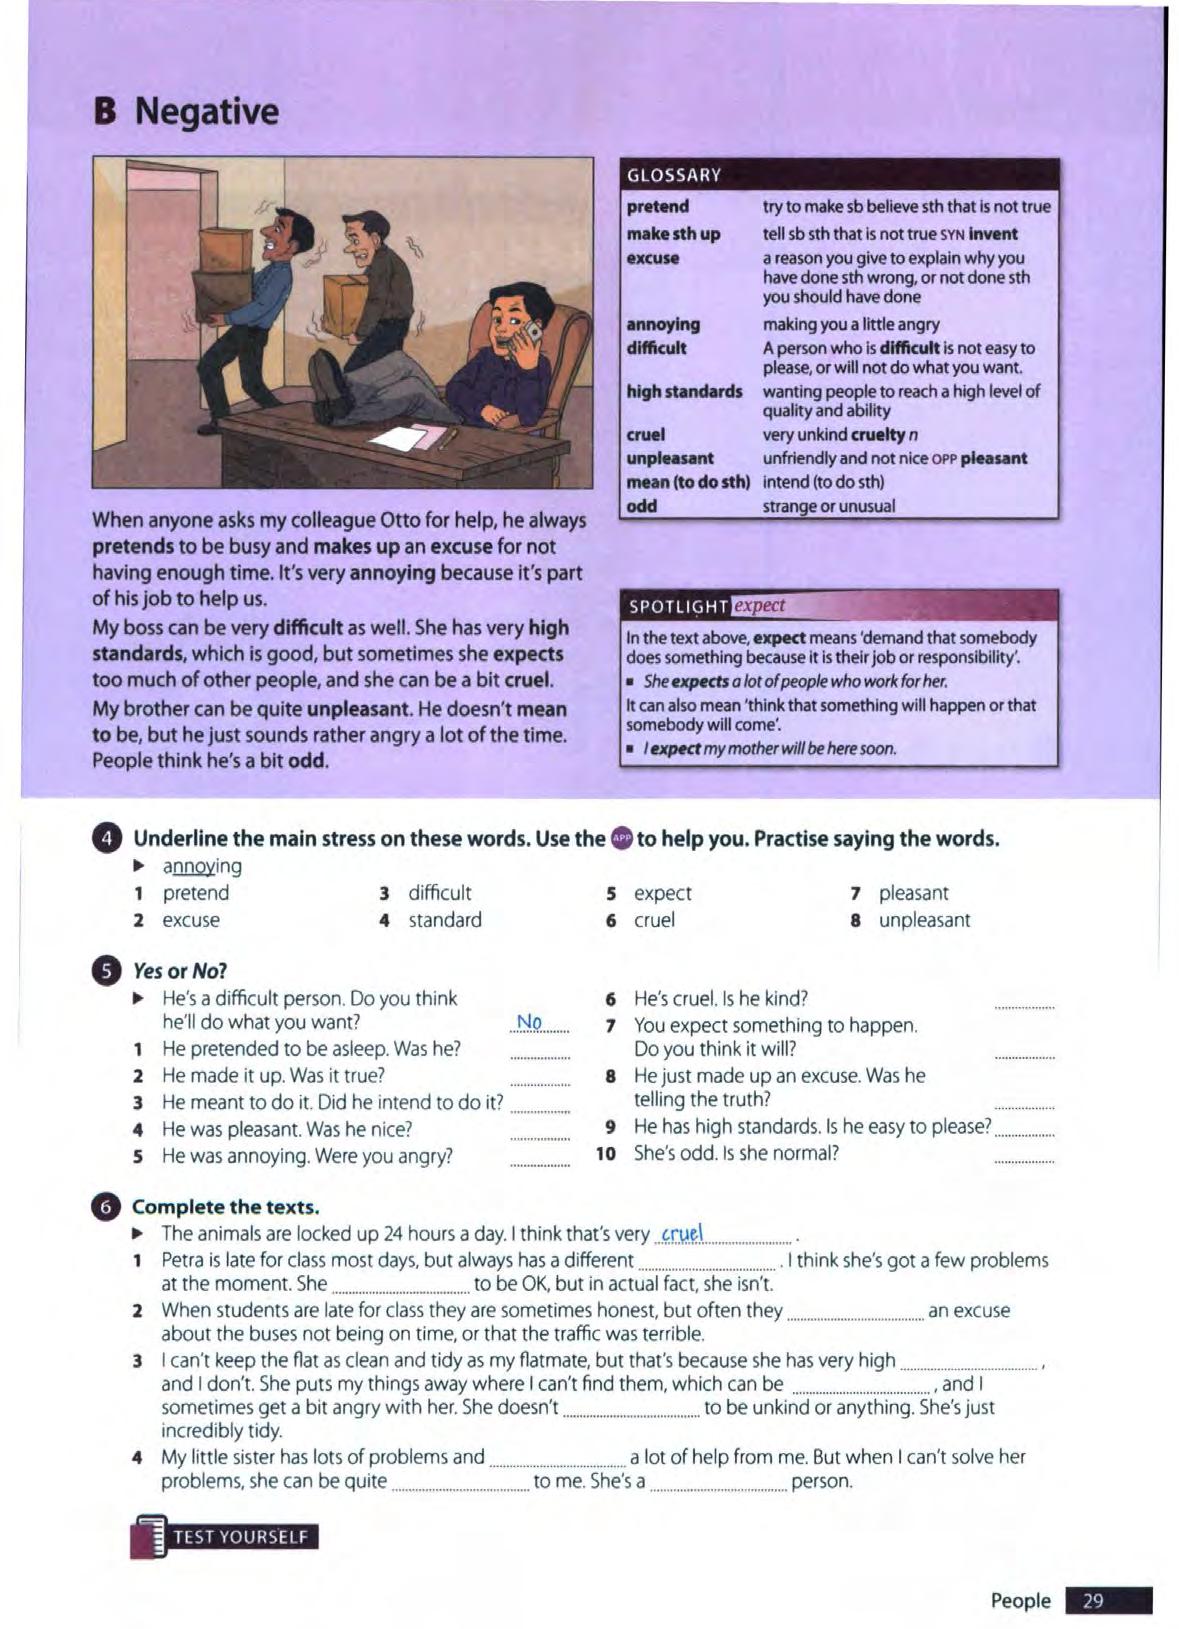 B Negative
When anyone asks my colleague Otto for help, he always
pretends to be busy and makes up an excuse for not
having enough time. It's very annoying because it's part
of his job to help us.
My boss can be very difficult as well. She has very high
standards, which is good, but sometimes she expects
too much of other people, and she can be a bit cruel.
My brother can be quite unpleasant. He doesn't mean
to be, but he just sounds rather angry a lot of the time.
People think he's a bit odd.
GLOSSARY
pretend try to make sb believe sth that is not true
make sth up tell sb sth that is not true SYN invent
excuse a reason you give to explain why you
have done sth wrong, or not done sth
you should have done
annoying making you a little angry
difficult A person who is difficult is not easy to
please, or will not do what you want.
high standards wanting people to reach a high level of
quality and ability
cruel very unkind cruelty n
unpleasant unfriendly and not nice OPP pleasant
mean (to do sth) intend (to do sth)
odd strange or unusual
SPOTLIGHT expect
In the text above, expect means 'demand that somebody
does something because it is their job or responsibility'.
▪ She expects a lot of people who work for her.
It can also mean 'think that something will happen or that
somebody will come'.
▪ I expect my mother will be here soon.
4 Underline the main stress on these words. Use the APP to help you. Practise saying the words.
▶ annoying
1 pretend 3 difficult 5 expect 7 pleasant
2 excuse 4 standard 6 cruel 8 unpleasant
5 Yes or No?
▶ He's a difficult person. Do you think
he'll do what you want? No
1 He pretended to be asleep. Was he?
2 He made it up. Was it true?
3 He meant to do it. Did he intend to do it?
4 He was pleasant. Was he nice?
5 He was annoying. Were you angry?
6 He's cruel. Is he kind?
7 You expect something to happen.
Do you think it will?
8 He just made up an excuse. Was he
telling the truth?
9 He has high standards. Is he easy to please?
10 She's odd. Is she normal?
6 Complete the texts.
▶ The animals are locked up 24 hours a day. I think that's very cruel .
1 Petra is late for class most days, but always has a different . I think she's got a few problems
at the moment. She to be OK, but in actual fact, she isn't.
2 When students are late for class they are sometimes honest, but often they an excuse
about the buses not being on time, or that the traffic was terrible.
3 I can't keep the flat as clean and tidy as my flatmate, but that's because she has very high ,
and I don't. She puts my things away where I can't find them, which can be , and I
sometimes get a bit angry with her. She doesn't to be unkind or anything. She's just
incredibly tidy.
4 My little sister has lots of problems and a lot of help from me. But when I can't solve her
problems, she can be quite to me. She's a person.
TEST YOURSELF
People 29